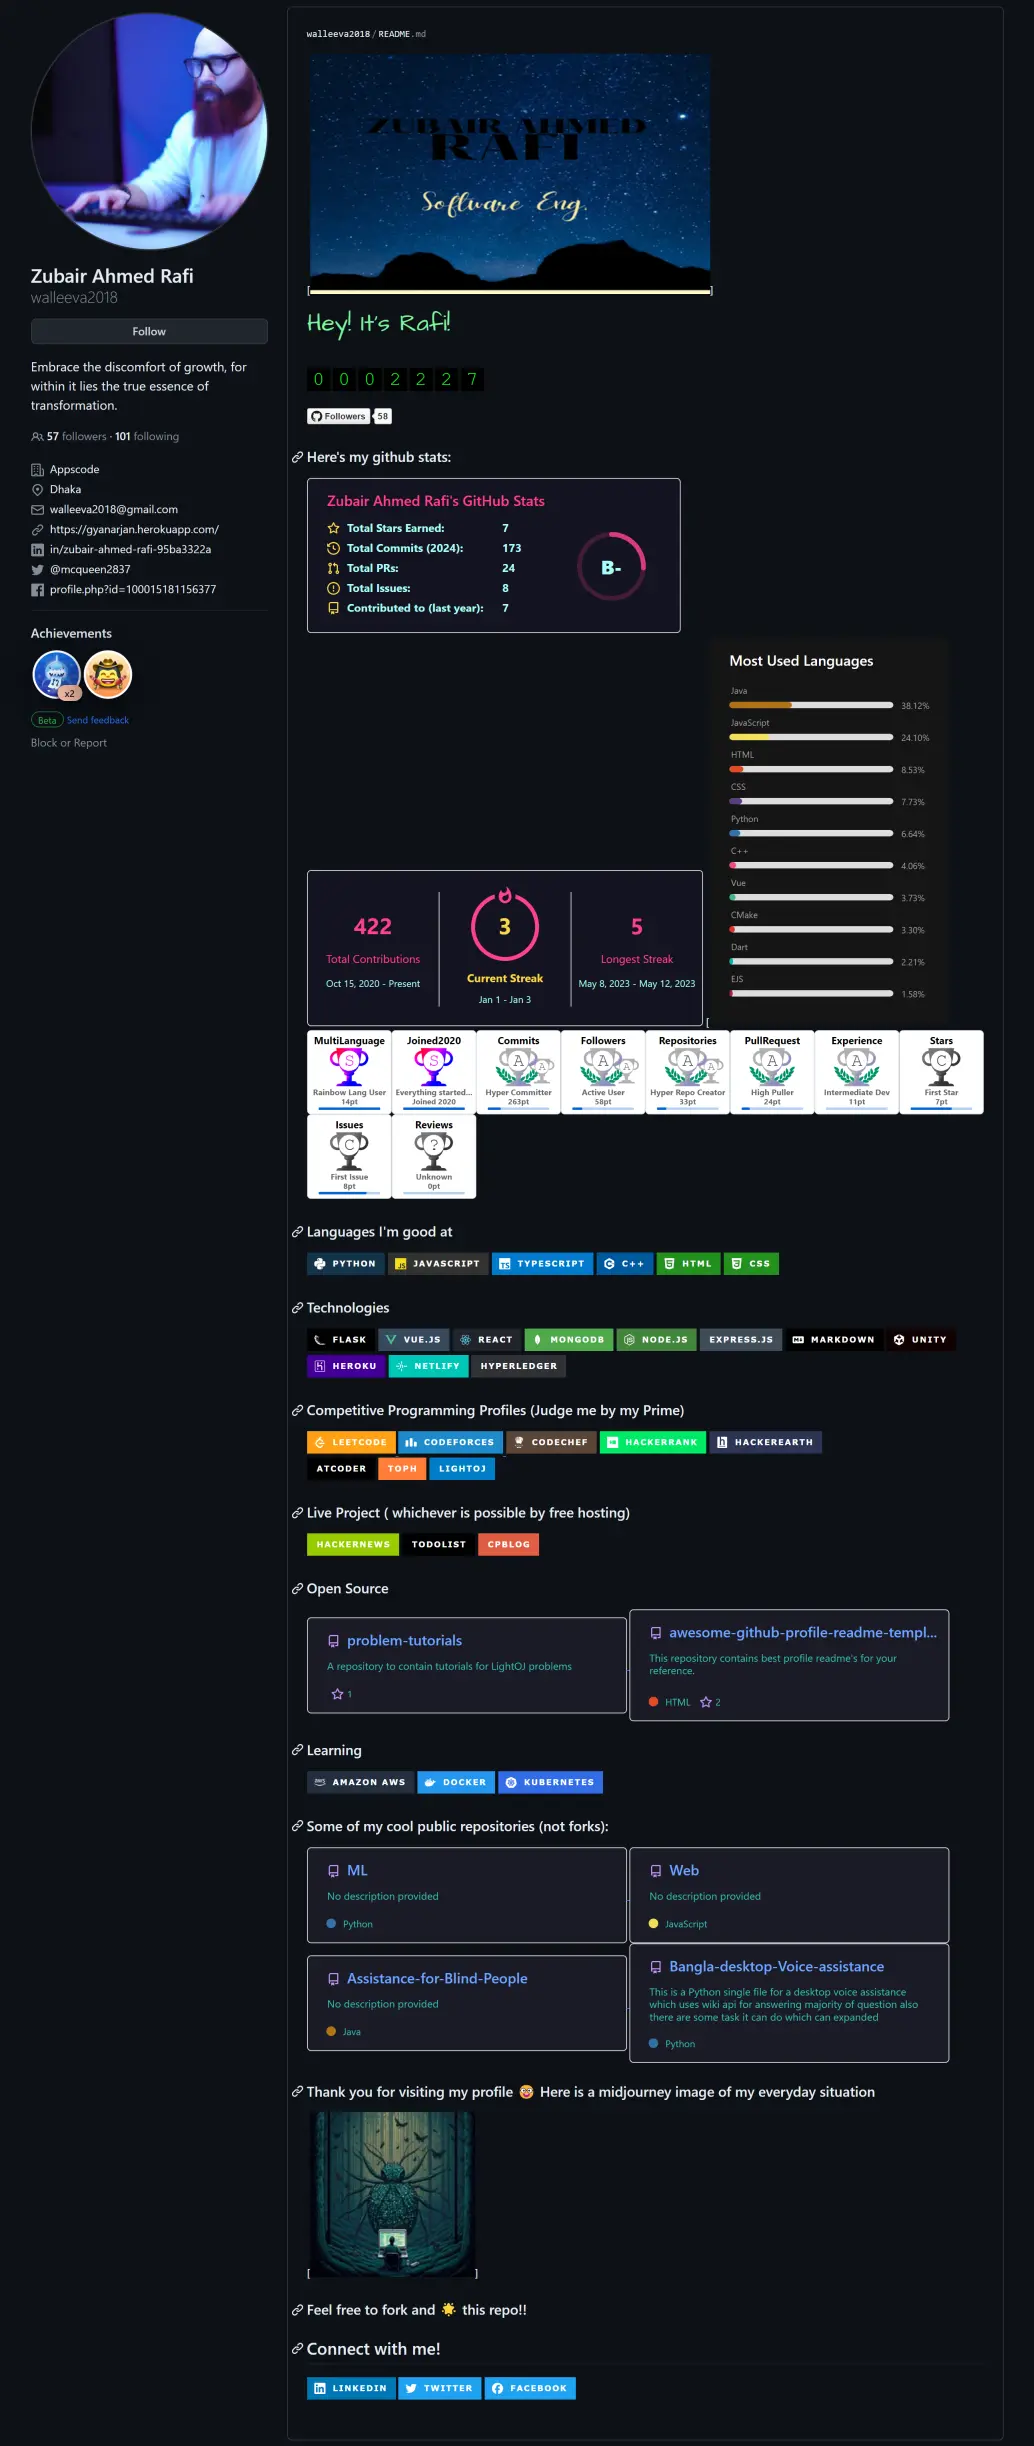 Zubair Ahmed Rafi
walleeva2018
Follow
Embrace the discomfort of growth, for
within it lies the true essence of
transformation.
57 followers · 101 following
Appscode
Dhaka
walleeva2018@gmail.com
https://gyanarjan.herokuapp.com/
in/zubair-ahmed-rafi-95ba3322a
@mcqueen2837
profile.php?id=100015181156377
Achievements
x2
Beta Send feedback
Block or Report
walleeva2018/README.md
ZUBAIR AHMED
RAFI
Software Eng.
[ ]
Hey! It's Rafi!
0 0 0 2 2 2 7
Followers 58
Here's my github stats:
Zubair Ahmed Rafi's GitHub Stats
Total Stars Earned: 7
Total Commits (2024): 173
Total PRs: 24
Total Issues: 8
Contributed to (last year): 7
B-
Most Used Languages
Java
38.12%
JavaScript
24.10%
HTML
8.53%
CSS
7.73%
Python
6.64%
C++
4.06%
Vue
3.73%
CMake
3.30%
Dart
2.21%
EJS
1.58%
422
Total Contributions
Oct 15, 2020 - Present
3
Current Streak
Jan 1 - Jan 3
5
Longest Streak
May 8, 2023 - May 12, 2023
[
MultiLanguage
S
Rainbow Lang User
14pt
Joined2020
S
Everything started...
Joined 2020
Commits
A A
Hyper Committer
263pt
Followers
A A
Active User
58pt
Repositories
A A
Hyper Repo Creator
33pt
PullRequest
A
High Puller
24pt
Experience
A
Intermediate Dev
11pt
Stars
C
First Star
7pt
Issues
C
First Issue
8pt
Reviews
?
Unknown
0pt
Languages I'm good at
PYTHON JAVASCRIPT TYPESCRIPT C++ HTML CSS
Technologies
FLASK VUE.JS REACT MONGODB NODE.JS EXPRESS.JS MARKDOWN UNITY
HEROKU NETLIFY HYPERLEDGER
Competitive Programming Profiles (Judge me by my Prime)
LEETCODE CODEFORCES CODECHEF HACKERRANK HACKEREARTH
ATCODER TOPH LIGHTOJ
Live Project ( whichever is possible by free hosting)
HACKERNEWS TODOLIST CPBLOG
Open Source
problem-tutorials
A repository to contain tutorials for LightOJ problems
1
awesome-github-profile-readme-templ...
This repository contains best profile readme's for your
reference.
HTML 2
Learning
AMAZON AWS DOCKER KUBERNETES
Some of my cool public repositories (not forks):
ML
No description provided
Python
Web
No description provided
JavaScript
Assistance-for-Blind-People
No description provided
Java
Bangla-desktop-Voice-assistance
This is a Python single file for a desktop voice assistance
which uses wiki api for answering majority of question also
there are some task it can do which can expanded
Python
Thank you for visiting my profile 🤡 Here is a midjourney image of my everyday situation
[ ]
Feel free to fork and 🌟 this repo!!
Connect with me!
LINKEDIN TWITTER FACEBOOK